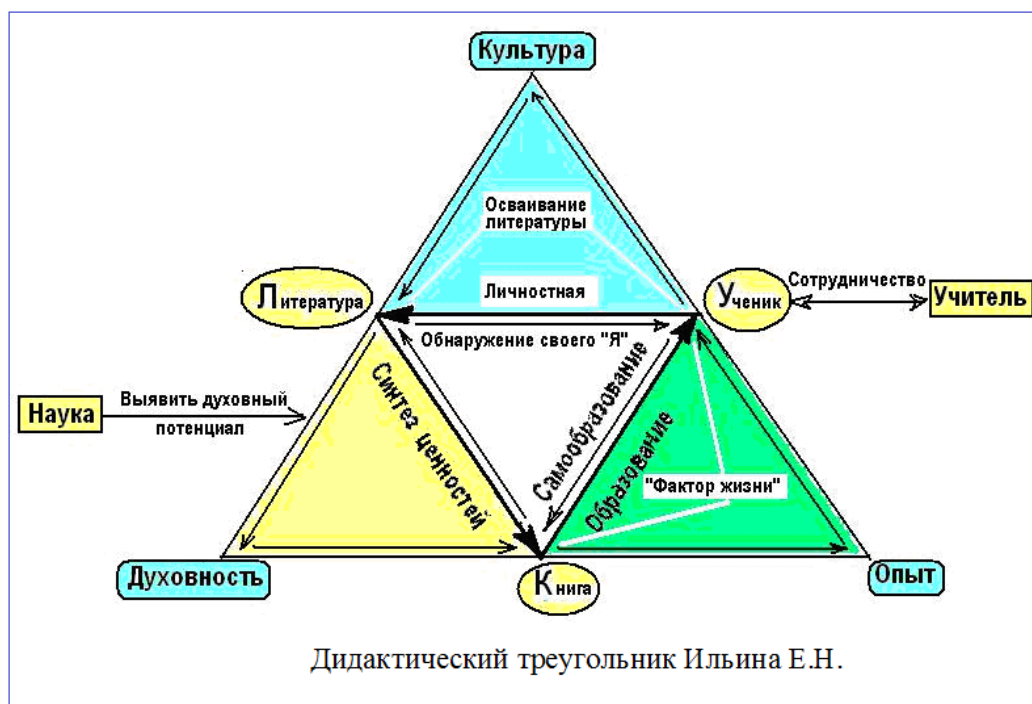 Культура
Осваивание
литературы
Литература
Личностная
Ученик
Сотрудничество
Учитель
Обнаружение своего "Я"
Наука
Выявить духовный
потенциал
Синтез ценностей
Самообразование
Образование
"Фактор жизни"
Духовность
Книга
Опыт
Дидактический треугольник Ильина Е.Н.